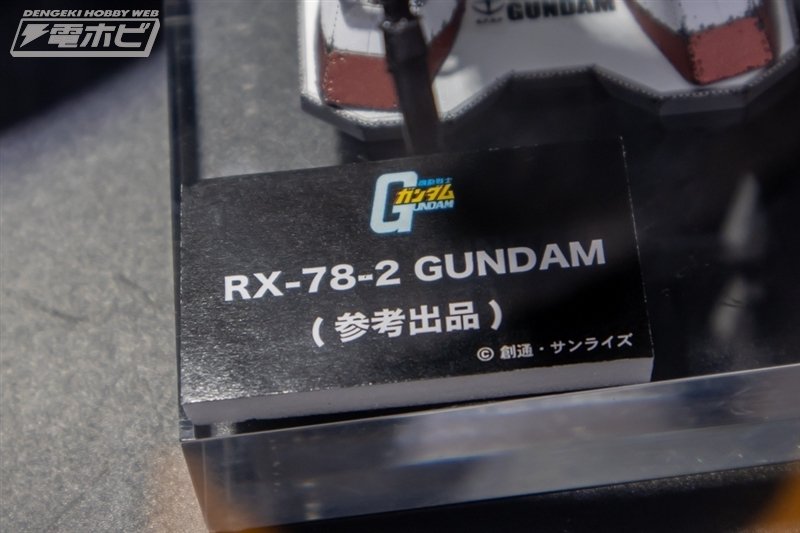 DENGEKI HOBBY WEB
電ホビ
GUNDAM
機動戦士
ガンダム
GUNDAM
RX-78-2 GUNDAM
(参考出品)
© 創通・サンライズ